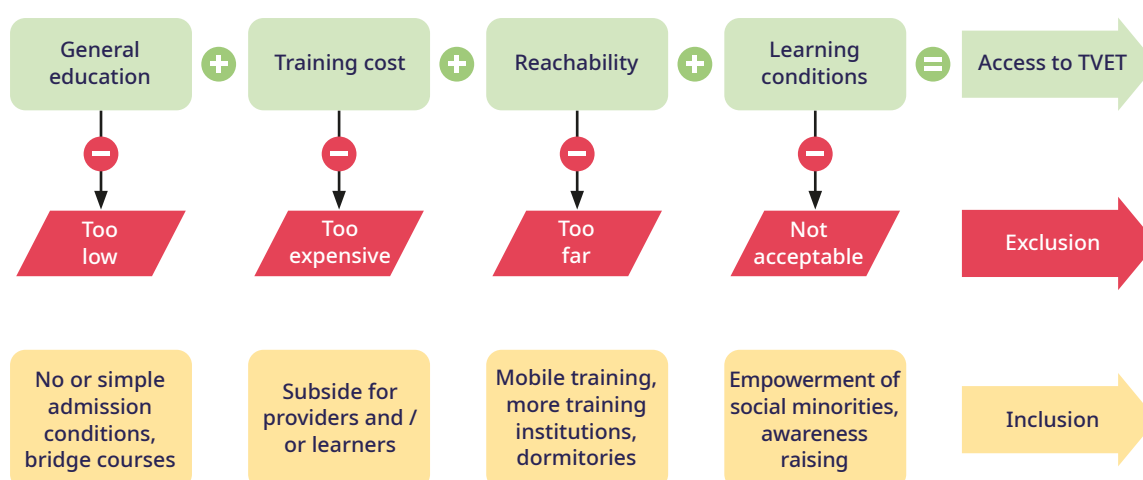 General
education
Training cost
Reachability
Learning
conditions
Access to TVET
Too
low
Too
expensive
Too
far
Not
acceptable
Exclusion
No or simple
admission
conditions,
bridge courses
Subside for
providers and /
or learners
Mobile training,
more training
institutions,
dormitories
Empowerment of
social minorities,
awareness
raising
Inclusion